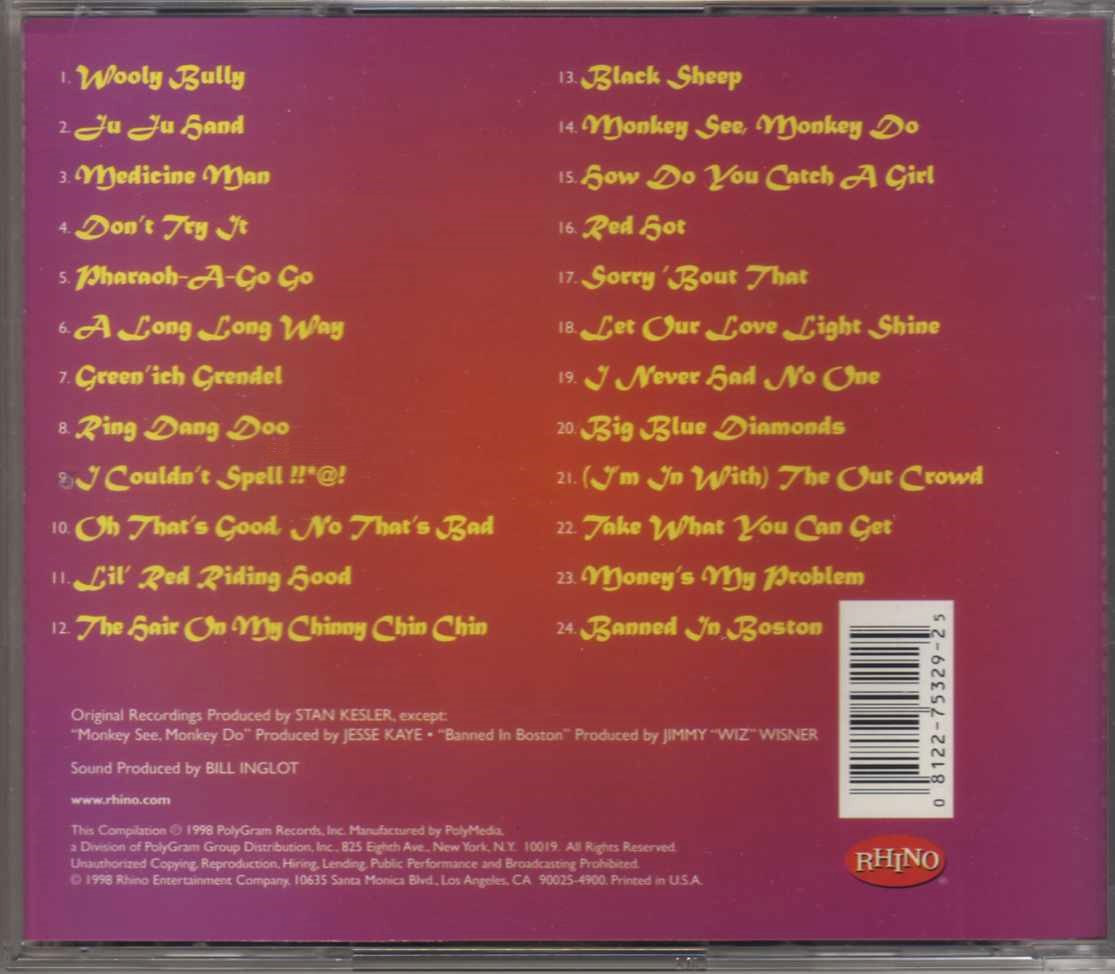 1. Wooly Bully
2. Ju Ju Hand
3. Medicine Man
4. Don't Try It
5. Pharaoh-A-Go Go
6. A Long Long Way
7. Green'ich Grendel
8. Ring Dang Doo
9. I Couldn't Spell !!*@!
10. Oh That's Good, No That's Bad
11. Lil' Red Riding Hood
12. The Hair On My Chinny Chin Chin
13. Black Sheep
14. Monkey See, Monkey Do
15. How Do You Catch A Girl
16. Red Hot
17. Sorry 'Bout That
18. Let Our Love Light Shine
19. I Never Had No One
20. Big Blue Diamonds
21. (I'm In With) The Out Crowd
22. Take What You Can Get
23. Money's My Problem
24. Banned In Boston
Original Recordings Produced by STAN KESLER, except:
"Monkey See, Monkey Do" Produced by JESSE KAYE • "Banned In Boston" Produced by JIMMY "WIZ" WISNER
Sound Produced by BILL INGLOT
www.rhino.com
This Compilation ℗ 1998 PolyGram Records, Inc. Manufactured by PolyMedia,
a Division of PolyGram Group Distribution, Inc., 825 Eighth Ave., New York, N.Y. 10019. All Rights Reserved.
Unauthorized Copying, Reproduction, Hiring, Lending, Public Performance and Broadcasting Prohibited.
© 1998 Rhino Entertainment Company, 10635 Santa Monica Blvd., Los Angeles, CA 90025-4900. Printed in U.S.A.
0 8122-75329-2 5
RHINO